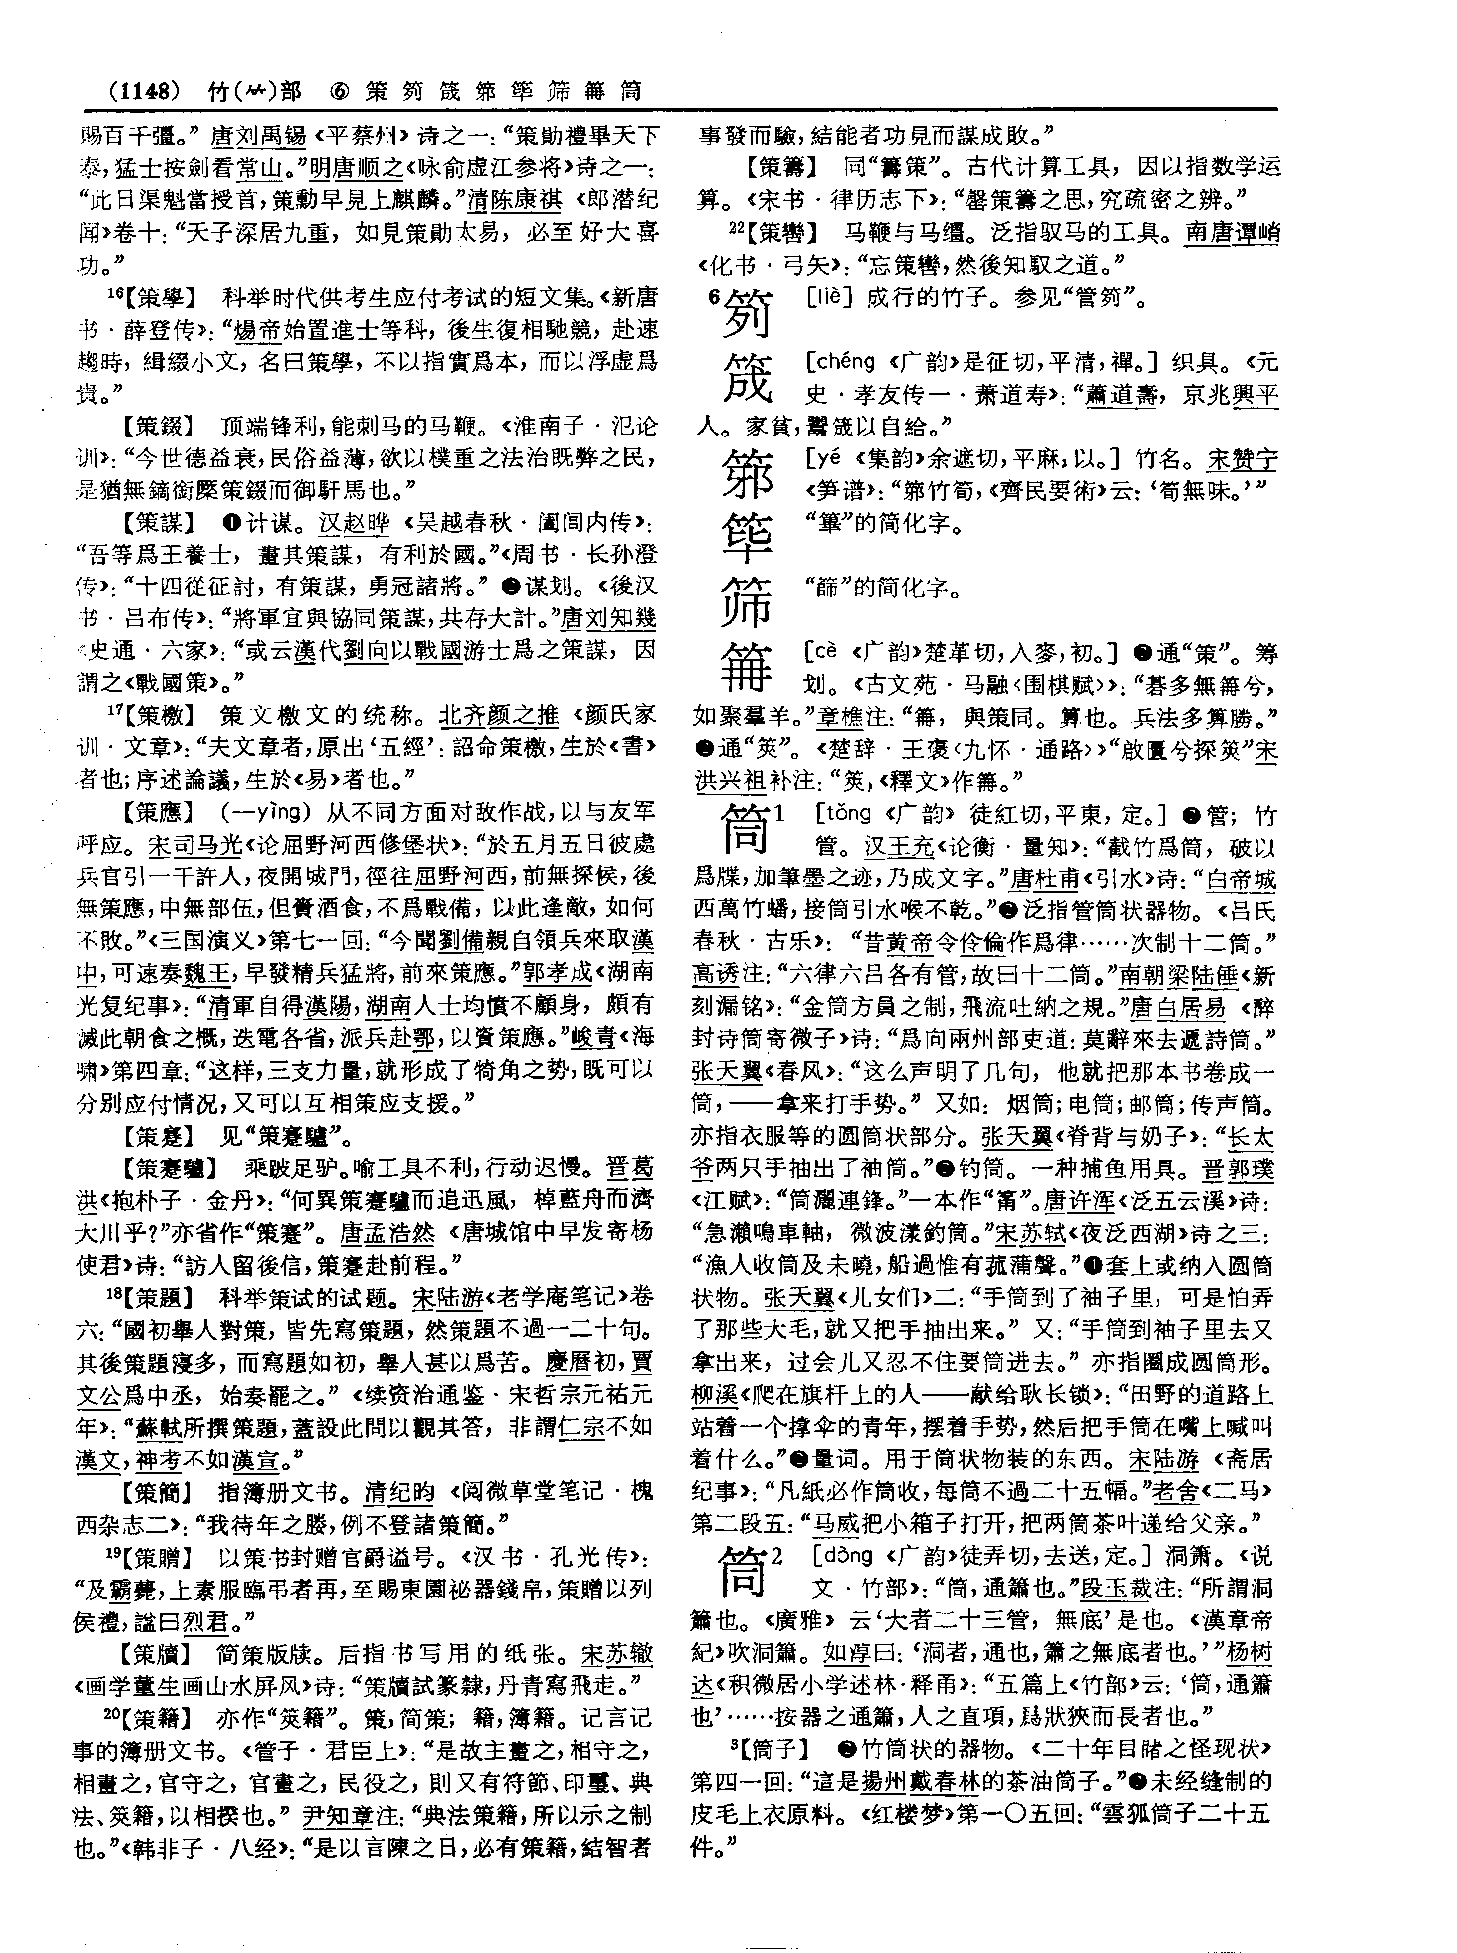 (1148) 竹(⺮)部 ⑥ 策 䇟 筬 䈉 筚 筛 筭 筒
賜百千彊。”唐刘禹锡《平蔡州》诗之一：“策勛禮畢天下
泰，猛士按劍看常山。”明唐顺之《咏俞虚江参将》诗之一：
“此日渠魁當授首，策勳早見上麒麟。”清陈康祺《郎潜纪
闻》卷十：“天子深居九重，如見策勛太易，必至好大喜
功。”
16【策學】 科举时代供考生应付考试的短文集。《新唐
书·薛登传》：“煬帝始置進士等科，後生復相馳競，赴速
趨時，緝綴小文，名曰策學，不以指實爲本，而以浮虚爲
貴。”
【策錣】 顶端锋利，能刺马的马鞭。《淮南子·氾论
训》：“今世德益衰，民俗益薄，欲以樸重之法治既弊之民，
是猶無鏑銜橜策錣而御馯馬也。”
【策謀】 ❶计谋。汉赵晔《吴越春秋·阖闾内传》：
“吾等爲王養士，畫其策謀，有利於國。”《周书·长孙澄
传》：“十四從征討，有策謀，勇冠諸將。”❷谋划。《後汉
书·吕布传》：“將軍宜與協同策謀，共存大計。”唐刘知幾
《史通·六家》：“或云漢代劉向以戰國游士爲之策謀，因
謂之《戰國策》。”
17【策檄】 策文檄文的统称。北齐颜之推《颜氏家
训·文章》：“夫文章者，原出‘五經’：詔命策檄，生於《書》
者也；序述論議，生於《易》者也。”
【策應】 (—yìng) 从不同方面对敌作战，以与友军
呼应。宋司马光《论屈野河西修堡状》：“於五月五日彼處
兵官引一千許人，夜開城門，徑往屈野河西，前無探候，後
無策應，中無部伍，但賫酒食，不爲戰備，以此逢敵，如何
不敗。”《三国演义》第七一回：“今聞劉備親自領兵來取漢
中，可速奏魏王，早發精兵猛將，前來策應。”郭孝成《湖南
光复纪事》：“清軍自得漢陽，湖南人士均憤不顧身，頗有
滅此朝食之概，迭電各省，派兵赴鄂，以資策應。”峻青《海
啸》第四章：“这样，三支力量，就形成了犄角之势，既可以
分别应付情况，又可以互相策应支援。”
【策蹇】 见“策蹇驢”。
【策蹇驢】 乘跛足驴。喻工具不利，行动迟慢。晋葛
洪《抱朴子·金丹》：“何異策蹇驢而追迅風，棹藍舟而濟
大川乎？”亦省作“策蹇”。唐孟浩然《唐城馆中早发寄杨
使君》诗：“訪人留後信，策蹇赴前程。”
18【策題】 科举策试的试题。宋陆游《老学庵笔记》卷
六：“國初舉人對策，皆先寫策題，然策題不過一二十句。
其後策題寖多，而寫題如初，舉人甚以爲苦。慶曆初，賈
文公爲中丞，始奏罷之。”《续资治通鉴·宋哲宗元祐元
年》：“蘇軾所撰策題，蓋設此問以觀其答，非謂仁宗不如
漢文，神考不如漢宣。”
【策簡】 指簿册文书。清纪昀《阅微草堂笔记·槐
西杂志二》：“我待年之媵，例不登諸策簡。”
19【策贈】 以策书封赠官爵谥号。《汉书·孔光传》：
“及霸薨，上素服臨弔者再，至賜東園祕器錢帛，策贈以列
侯禮，諡曰烈君。”
【策牘】 简策版牍。后指书写用的纸张。宋苏辙
《画学董生画山水屏风》诗：“策牘試篆隸，丹青寫飛走。”
20【策籍】 亦作“筴籍”。策，简策；籍，簿籍。记言记
事的簿册文书。《管子·君臣上》：“是故主畫之，相守之，
相畫之，官守之，官畫之，民役之，則又有符節、印璽、典
法、筴籍，以相揆也。”尹知章注：“典法策籍，所以示之制
也。”《韩非子·八经》：“是以言陳之日，必有策籍，結智者
事發而驗，結能者功見而謀成敗。”
【策籌】 同“籌策”。古代计算工具，因以指数学运
算。《宋书·律历志下》：“罄策籌之思，究疏密之辨。”
22【策轡】 马鞭与马缰。泛指驭马的工具。南唐谭峭
《化书·弓矢》：“忘策轡，然後知馭之道。”
6䇟 [liè] 成行的竹子。参见“管䇟”。
筬 [chéng 《广韵》是征切，平清，禪。] 织具。《元
史·孝友传一·萧道寿》：“蕭道壽，京兆興平
人。家貧，鬻筬以自給。”
䈉 [yé 《集韵》余遮切，平麻，以。] 竹名。宋赞宁
《笋谱》：“䈉竹筍，《齊民要術》云：‘筍無味。’”
筚 “篳”的简化字。
筛 “篩”的简化字。
筭 [cè 《广韵》楚革切，入麥，初。] ❶通“策”。筹
划。《古文苑·马融〈围棋赋〉》：“碁多無筭兮，
如聚羣羊。”章樵注：“筭，與策同。算也。兵法多算勝。”
❷通“筴”。《楚辞·王褒〈九怀·通路〉》“啟匱兮探筴”宋
洪兴祖补注：“筴，《釋文》作筭。”
筒1 [tǒng 《广韵》徒紅切，平東，定。] ❶管；竹
管。汉王充《论衡·量知》：“截竹爲筒，破以
爲牒，加筆墨之迹，乃成文字。”唐杜甫《引水》诗：“白帝城
西萬竹蟠，接筒引水喉不乾。”❷泛指管筒状器物。《吕氏
春秋·古乐》：“昔黄帝令伶倫作爲律……次制十二筒。”
高诱注：“六律六吕各有管，故曰十二筒。”南朝梁陆倕《新
刻漏铭》：“金筒方員之制，飛流吐納之規。”唐白居易《醉
封诗筒寄微之》诗：“爲向兩州郵吏道：莫辭來去遞詩筒。”
张天翼《春风》：“这么声明了几句，他就把那本书卷成一
筒，——拿来打手势。”又如：烟筒；电筒；邮筒；传声筒。
亦指衣服等的圆筒状部分。张天翼《脊背与奶子》：“长太
爷两只手抽出了袖筒。”❸钓筒。一种捕鱼用具。晋郭璞
《江赋》：“筒灑連鋒。”一本作“筩”。唐许浑《泛五云溪》诗：
“急瀨鳴車軸，微波漾釣筒。”宋苏轼《夜泛西湖》诗之三：
“漁人收筒及未曉，船過惟有菰蒲聲。”❹套上或纳入圆筒
状物。张天翼《儿女们》二：“手筒到了袖子里，可是怕弄
了那些大毛，就又把手抽出来。”又：“手筒到袖子里去又
拿出来，过会儿又忍不住要筒进去。”亦指圈成圆筒形。
柳溪《爬在旗杆上的人——献给耿长锁》：“田野的道路上
站着一个撑伞的青年，摆着手势，然后把手筒在嘴上喊叫
着什么。”❺量词。用于筒状物装的东西。宋陆游《斋居
纪事》：“凡紙必作筒收，每筒不過二十五幅。”老舍《二马》
第二段五：“马威把小箱子打开，把两筒茶叶递给父亲。”
筒2 [dòng 《广韵》徒弄切，去送，定。] 洞箫。《说
文·竹部》：“筒，通簫也。”段玉裁注：“所謂洞
簫也。《廣雅》云‘大者二十三管，無底’是也。《漢章帝
紀》吹洞簫。如淳曰：‘洞者，通也，簫之無底者也。’”杨树
达《积微居小学述林·释甬》：“五篇上《竹部》云：‘筒，通簫
也’……按器之通簫，人之直項，爲狀狹而長者也。”
3【筒子】 ❶竹筒状的器物。《二十年目睹之怪现状》
第四一回：“這是揚州戴春林的茶油筒子。”❷未经缝制的
皮毛上衣原料。《红楼梦》第一〇五回：“雲狐筒子二十五
件。”